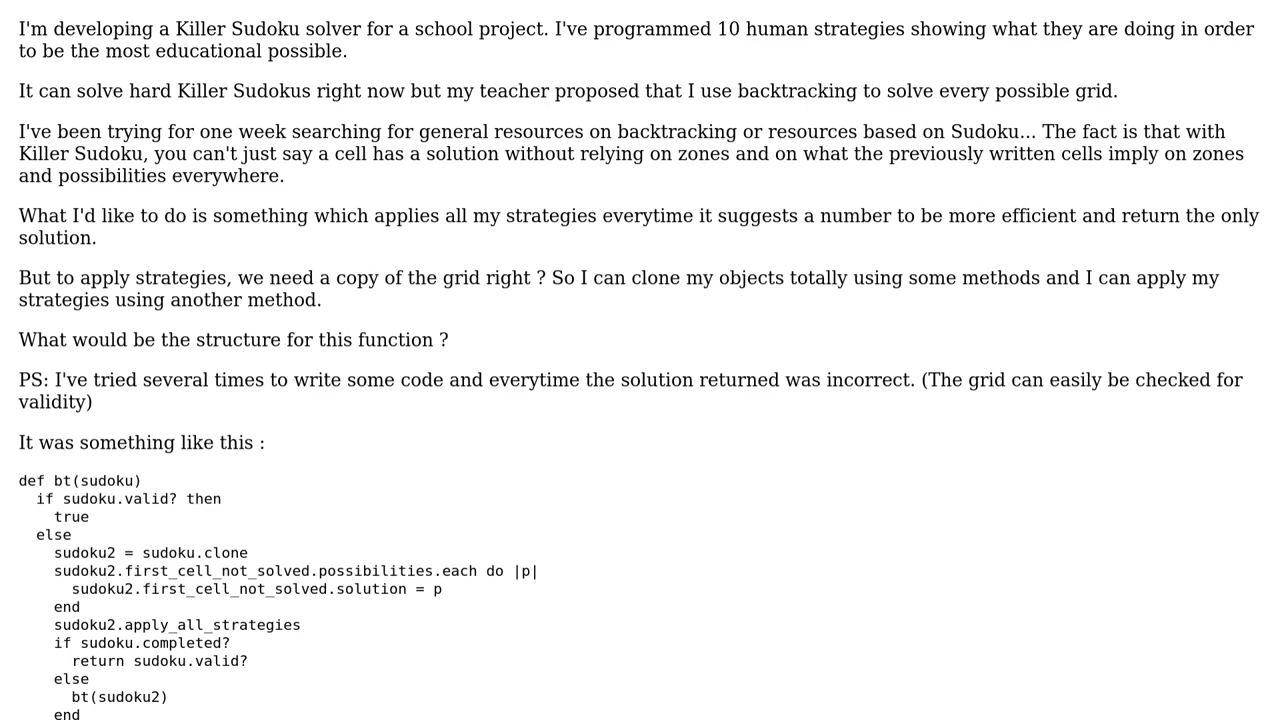 I'm developing a Killer Sudoku solver for a school project. I've programmed 10 human strategies showing what they are doing in order
to be the most educational possible.
It can solve hard Killer Sudokus right now but my teacher proposed that I use backtracking to solve every possible grid.
I've been trying for one week searching for general resources on backtracking or resources based on Sudoku... The fact is that with
Killer Sudoku, you can't just say a cell has a solution without relying on zones and on what the previously written cells imply on zones
and possibilities everywhere.
What I'd like to do is something which applies all my strategies everytime it suggests a number to be more efficient and return the only
solution.
But to apply strategies, we need a copy of the grid right ? So I can clone my objects totally using some methods and I can apply my
strategies using another method.
What would be the structure for this function ?
PS: I've tried several times to write some code and everytime the solution returned was incorrect. (The grid can easily be checked for
validity)
It was something like this :
def bt(sudoku)
  if sudoku.valid? then
    true
  else
    sudoku2 = sudoku.clone
    sudoku2.first_cell_not_solved.possibilities.each do |p|
      sudoku2.first_cell_not_solved.solution = p
    end
    sudoku2.apply_all_strategies
    if sudoku.completed?
      return sudoku.valid?
    else
      bt(sudoku2)
    end